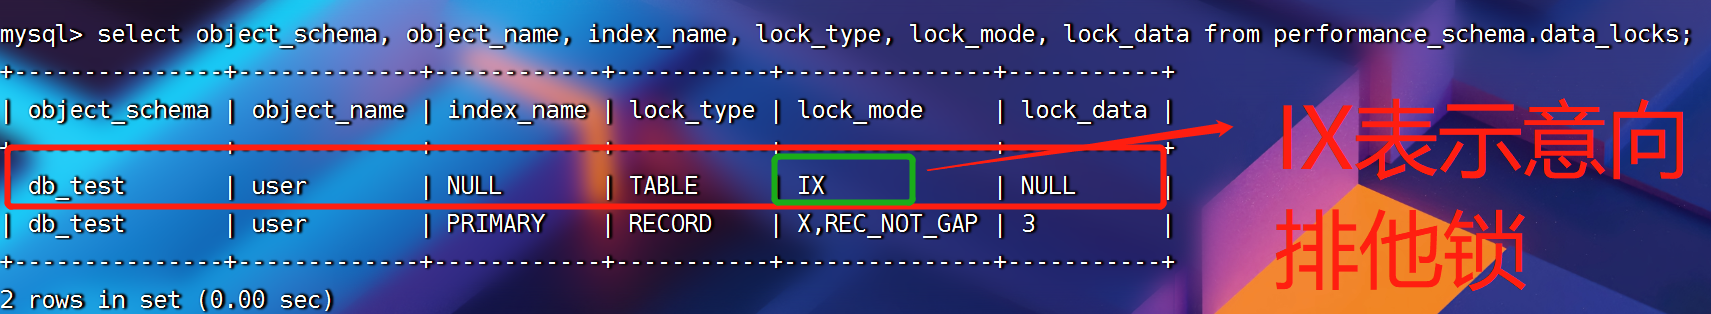 mysql> select object_schema, object_name, index_name, lock_type, lock_mode, lock_data from performance_schema.data_locks;
+---------------+-------------+------------+-----------+---------------+-----------+
| object_schema | object_name | index_name | lock_type | lock_mode     | lock_data |
+---------------+-------------+------------+-----------+---------------+-----------+
| db_test       | user        | NULL       | TABLE     | IX            | NULL      |
| db_test       | user        | PRIMARY    | RECORD    | X,REC_NOT_GAP | 3         |
+---------------+-------------+------------+-----------+---------------+-----------+
2 rows in set (0.00 sec)
IX表示意向
排他锁